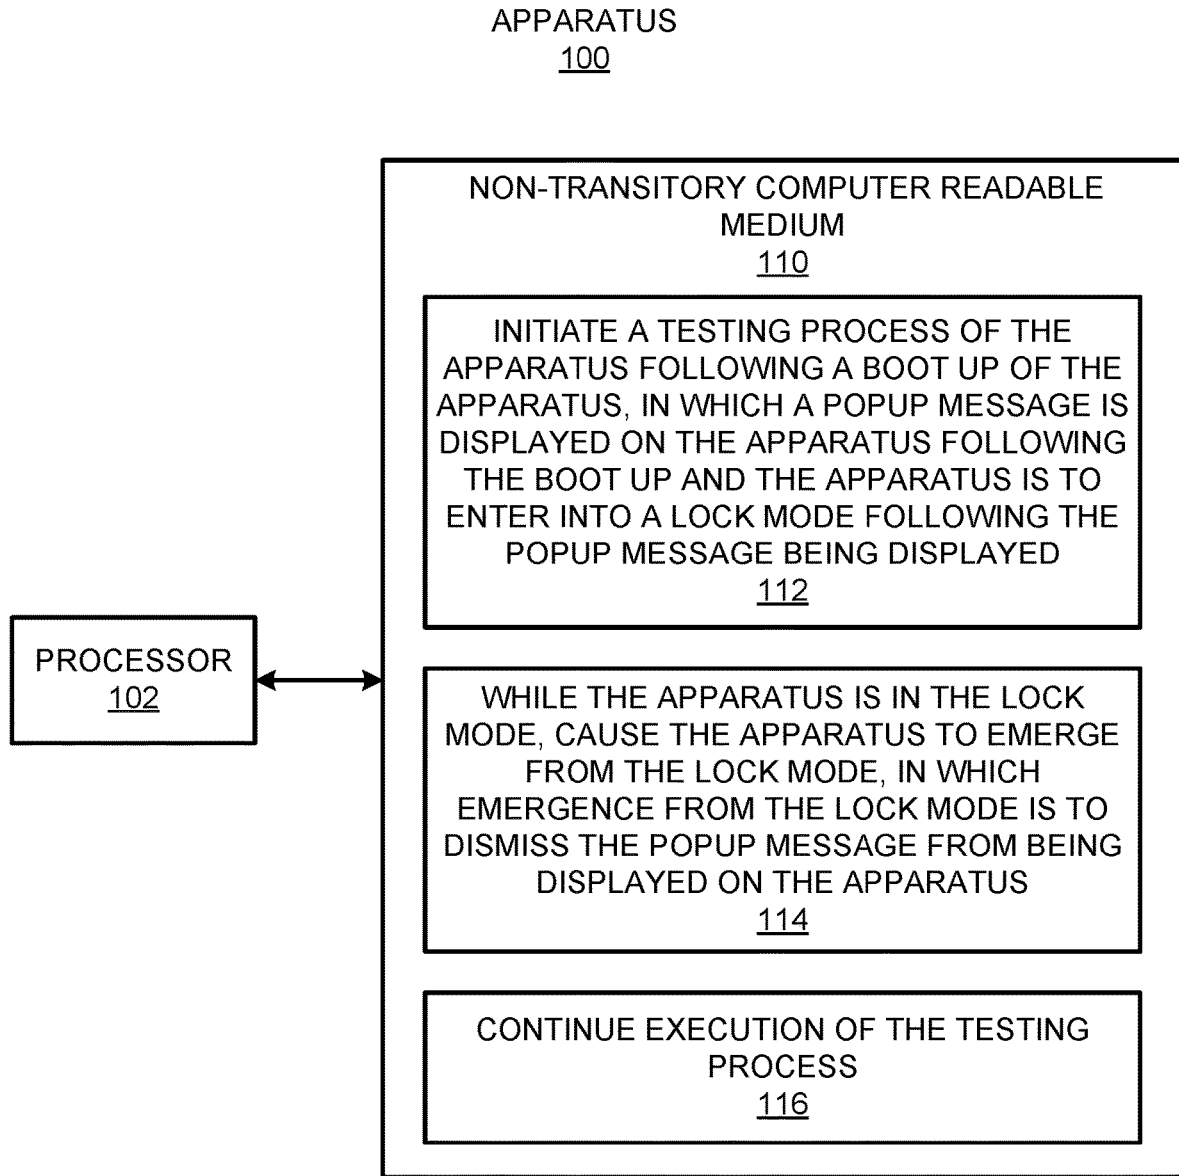 APPARATUS
100
NON-TRANSITORY COMPUTER READABLE
MEDIUM
110
INITIATE A TESTING PROCESS OF THE
APPARATUS FOLLOWING A BOOT UP OF THE
APPARATUS, IN WHICH A POPUP MESSAGE IS
DISPLAYED ON THE APPARATUS FOLLOWING
THE BOOT UP AND THE APPARATUS IS TO
ENTER INTO A LOCK MODE FOLLOWING THE
POPUP MESSAGE BEING DISPLAYED
112
PROCESSOR
102
WHILE THE APPARATUS IS IN THE LOCK
MODE, CAUSE THE APPARATUS TO EMERGE
FROM THE LOCK MODE, IN WHICH
EMERGENCE FROM THE LOCK MODE IS TO
DISMISS THE POPUP MESSAGE FROM BEING
DISPLAYED ON THE APPARATUS
114
CONTINUE EXECUTION OF THE TESTING
PROCESS
116